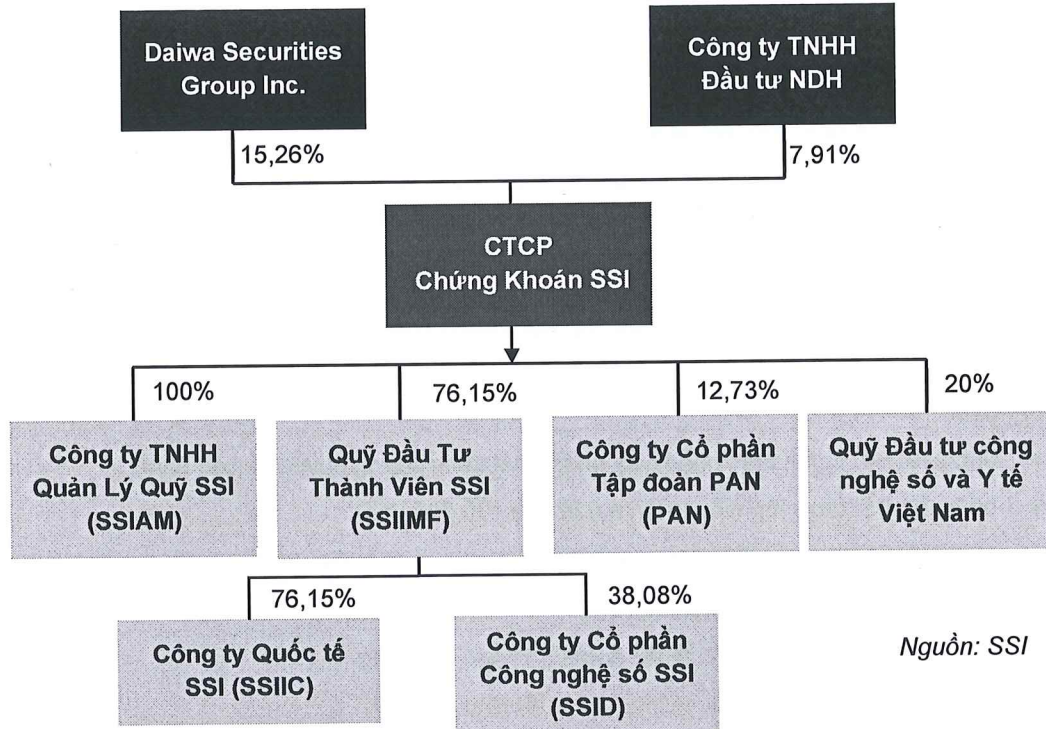 Daiwa Securities
Group Inc.
Công ty TNHH
Đầu tư NDH
15,26%
7,91%
CTCP
Chứng Khoán SSI
100%
76,15%
12,73%
20%
Công ty TNHH
Quản Lý Quỹ SSI
(SSIAM)
Quỹ Đầu Tư
Thành Viên SSI
(SSIIMF)
Công ty Cổ phần
Tập đoàn PAN
(PAN)
Quỹ Đầu tư công
nghệ số và Y tế
Việt Nam
76,15%
38,08%
Công ty Quốc tế
SSI (SSIIC)
Công ty Cổ phần
Công nghệ số SSI
(SSID)
Nguồn: SSI